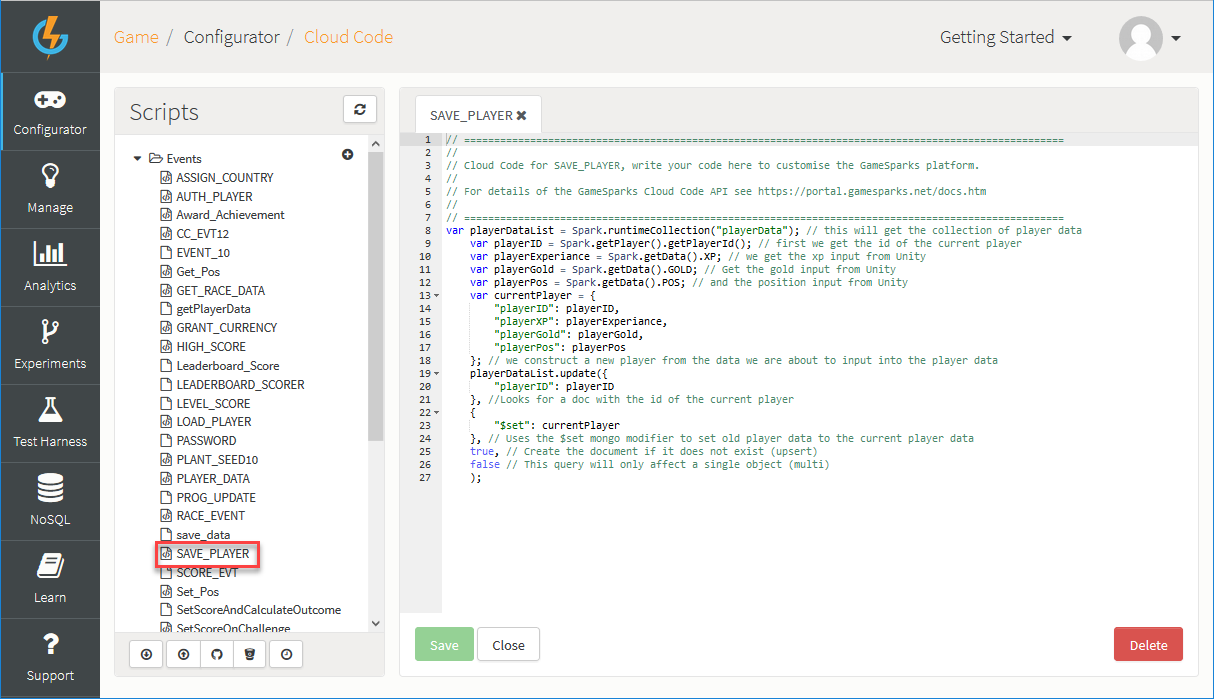 Game / Configurator / Cloud Code
Getting Started
Configurator
Manage
Analytics
Experiments
Test Harness
NoSQL
Learn
Support
Scripts
Events
ASSIGN_COUNTRY
AUTH_PLAYER
Award_Achievement
CC_EVT12
EVENT_10
Get_Pos
GET_RACE_DATA
getPlayerData
GRANT_CURRENCY
HIGH_SCORE
Leaderboard_Score
LEADERBOARD_SCORER
LEVEL_SCORE
LOAD_PLAYER
PASSWORD
PLANT_SEED10
PLAYER_DATA
PROG_UPDATE
RACE_EVENT
save_data
SAVE_PLAYER
SCORE_EVT
Set_Pos
SetScoreAndCalculateOutcome
SetScoreOnChallenge
SAVE_PLAYER
1 // ====================================================================================================
2 //
3 // Cloud Code for SAVE_PLAYER, write your code here to customise the GameSparks platform.
4 //
5 // For details of the GameSparks Cloud Code API see https://portal.gamesparks.net/docs.htm
6 //
7 // ====================================================================================================
8 var playerDataList = Spark.runtimeCollection("playerData"); // this will get the collection of player data
9 var playerID = Spark.getPlayer().getPlayerId(); // first we get the id of the current player
10 var playerExperiance = Spark.getData().XP; // we get the xp input from Unity
11 var playerGold = Spark.getData().GOLD; // Get the gold input from Unity
12 var playerPos = Spark.getData().POS; // and the position input from Unity
13 var currentPlayer = {
14 "playerID": playerID,
15 "playerXP": playerExperiance,
16 "playerGold": playerGold,
17 "playerPos": playerPos
18 }; // we construct a new player from the data we are about to input into the player data
19 playerDataList.update({
20 "playerID": playerID
21 }, //Looks for a doc with the id of the current player
22 {
23 "$set": currentPlayer
24 }, // Uses the $set mongo modifier to set old player data to the current player data
25 true, // Create the document if it does not exist (upsert)
26 false // This query will only affect a single object (multi)
27 );
Save
Close
Delete